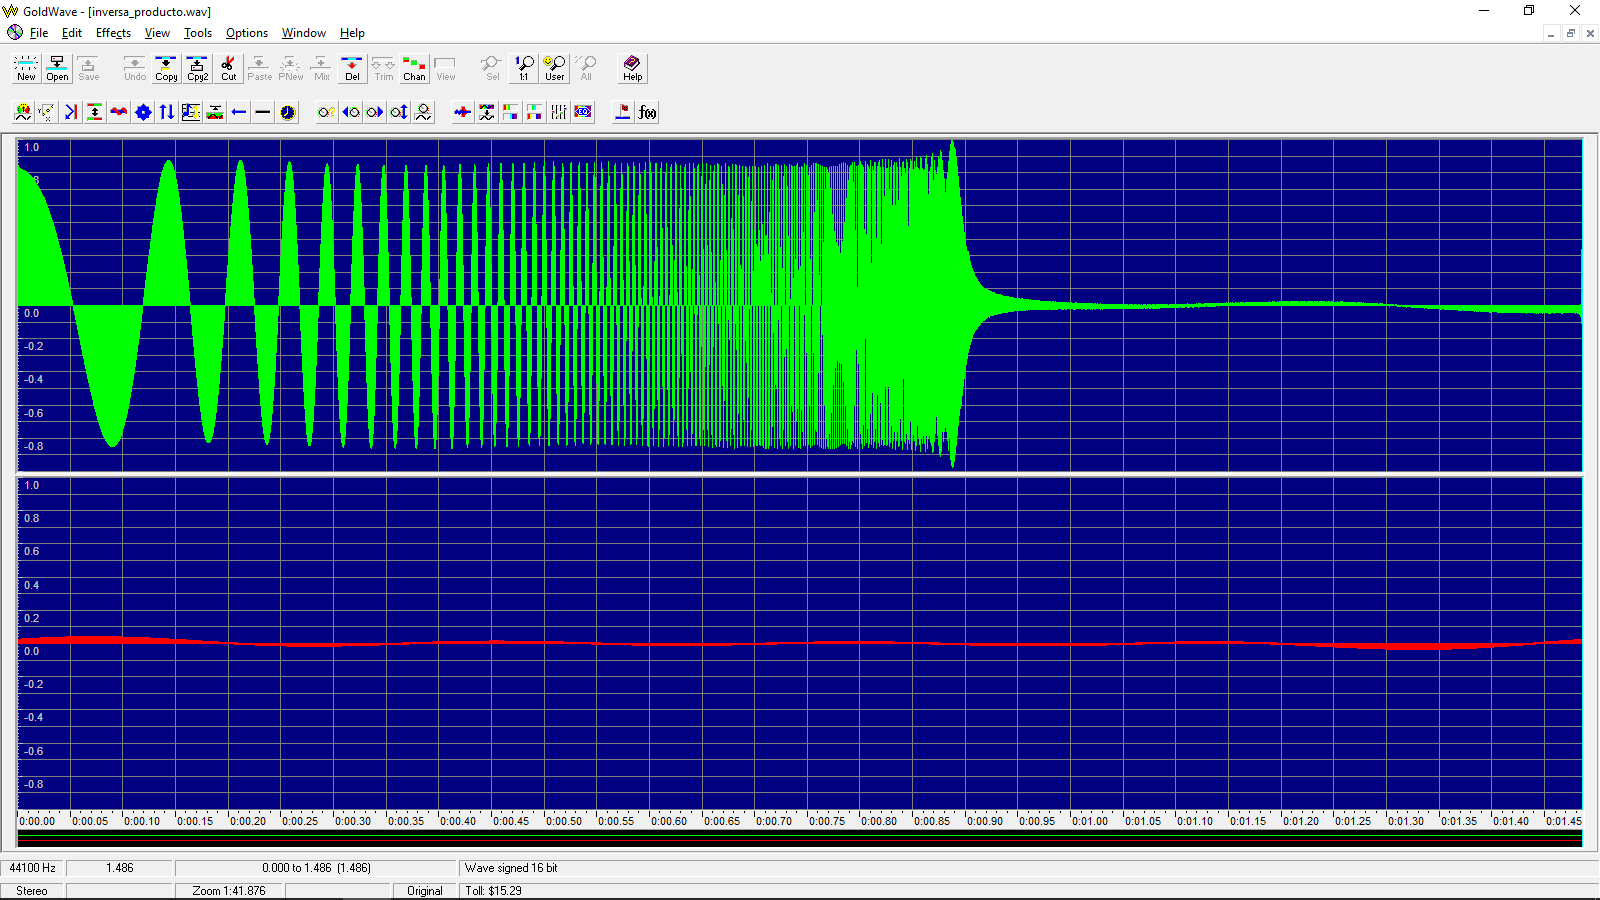 GoldWave - [inversa_producto.wav]
File Edit Effects View Tools Options Window Help
New Open Save Undo Copy Cpy2 Cut Paste PNew Mix Del Trim Chan View Sel 1:1 User All Help
f(x)
1.0
0.0
-0.2
-0.4
-0.6
-0.8
1.0
0.8
0.6
0.4
0.2
0.0
-0.2
-0.4
-0.6
-0.8
0:00.00 0:00.05 0:00.10 0:00.15 0:00.20 0:00.25 0:00.30 0:00.35 0:00.40 0:00.45 0:00.50 0:00.55 0:00.60 0:00.65 0:00.70 0:00.75 0:00.80 0:00.85 0:00.90 0:00.95 0:01.00 0:01.05 0:01.10 0:01.15 0:01.20 0:01.25 0:01.30 0:01.35 0:01.40 0:01.45
44100 Hz 1.486 0.000 to 1.486 (1.486) Wave signed 16 bit
Stereo Zoom 1:41.876 Original Toll: $15.29